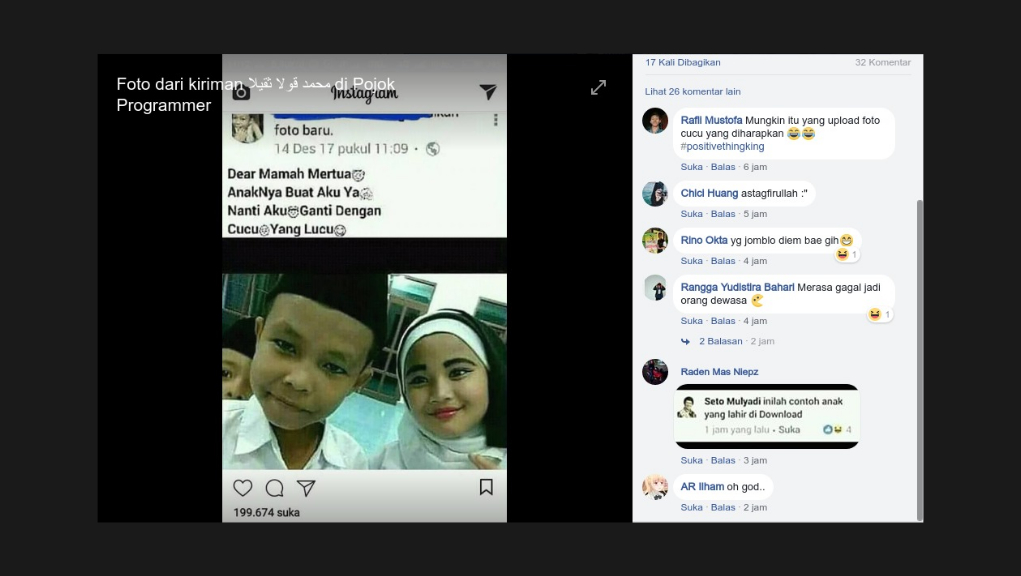 Foto dari kiriman محمد قولا ثقيلا di Pojok
Programmer
Instagram
foto baru.
14 Des 17 pukul 11:09
Dear Mamah Mertua
AnakNya Buat Aku Ya
Nanti Aku Ganti Dengan
Cucu Yang Lucu
199.674 suka
17 Kali Dibagikan
32 Komentar
Lihat 26 komentar lain
Rafli Mustofa Mungkin itu yang upload foto
cucu yang diharapkan 😂😂
#positivethingking
Suka · Balas · 6 jam
Chici Huang astagfirullah :"
Suka · Balas · 5 jam
Rino Okta yg jomblo diem bae gih😁
1
Suka · Balas · 4 jam
Rangga Yudistira Bahari Merasa gagal jadi
orang dewasa
1
Suka · Balas · 4 jam
2 Balasan · 2 jam
Raden Mas Niepz
Seto Mulyadi inilah contoh anak
yang lahir di Download
1 jam yang lalu • Suka 4
Suka · Balas · 3 jam
AR Ilham oh god..
Suka · Balas · 2 jam